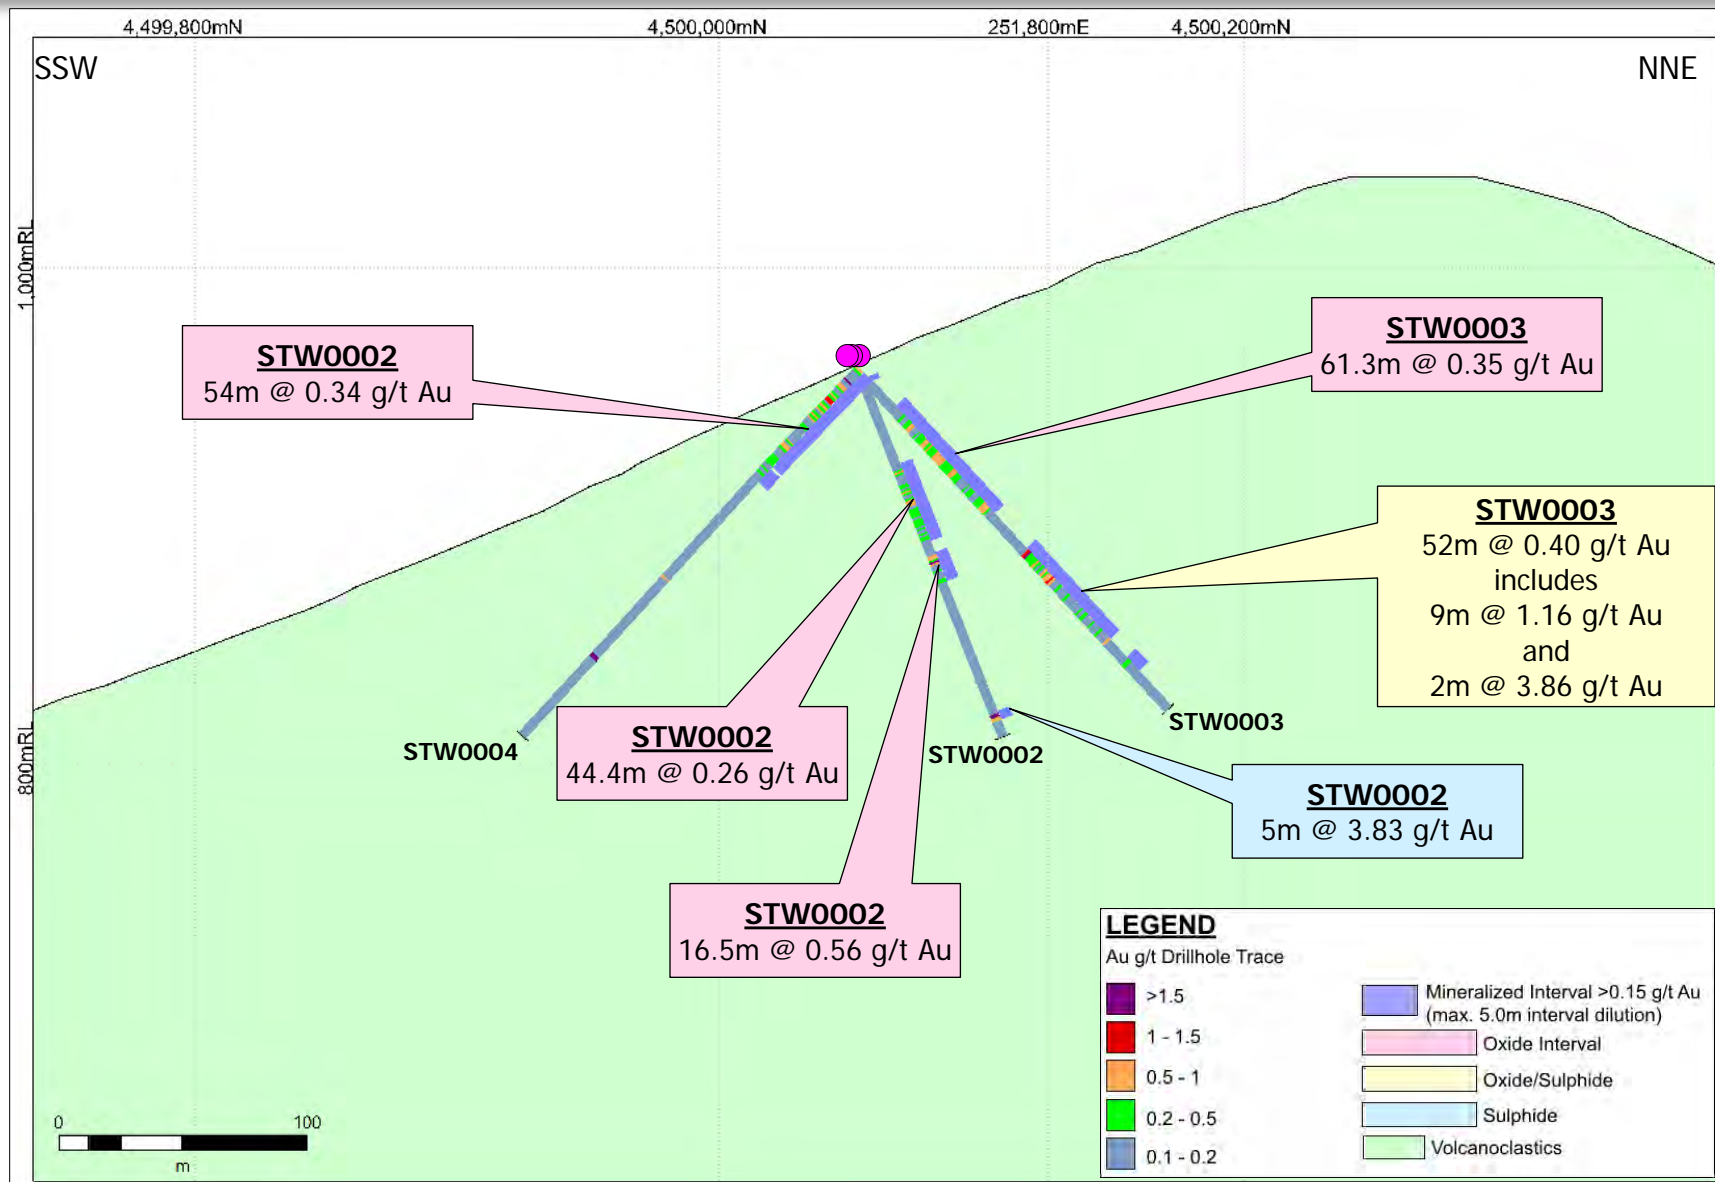 4,499,800mN
4,500,000mN
251,800mE
4,500,200mN
SSW
NNE
1,000mRL
800mRL
STW0002
54m @ 0.34 g/t Au
STW0003
61.3m @ 0.35 g/t Au
STW0003
52m @ 0.40 g/t Au
includes
9m @ 1.16 g/t Au
and
2m @ 3.86 g/t Au
STW0004
STW0002
STW0003
STW0002
44.4m @ 0.26 g/t Au
STW0002
5m @ 3.83 g/t Au
STW0002
16.5m @ 0.56 g/t Au
LEGEND
Au g/t Drillhole Trace
>1.5
1 - 1.5
0.5 - 1
0.2 - 0.5
0.1 - 0.2
Mineralized Interval >0.15 g/t Au
(max. 5.0m interval dilution)
Oxide Interval
Oxide/Sulphide
Sulphide
Volcanoclastics
0
100
m